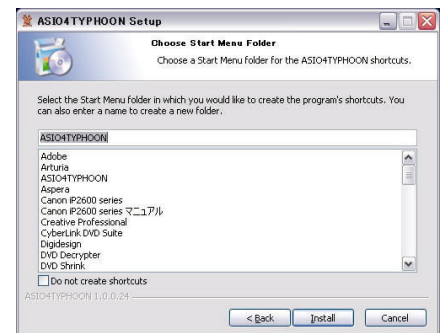 ASIO4TYPHOON Setup
Choose Start Menu Folder
Choose a Start Menu folder for the ASIO4TYPHOON shortcuts.
Select the Start Menu folder in which you would like to create the program's shortcuts. You
can also enter a name to create a new folder.
ASIO4TYPHOON
Adobe
Arturia
ASIO4TYPHOON
Aspera
Canon iP2600 series
Canon iP2600 series マニュアル
Creative Professional
CyberLink DVD Suite
Digidesign
DVD Decrypter
DVD Shrink
Do not create shortcuts
ASIO4TYPHOON 1.0.0.24
< Back
Install
Cancel